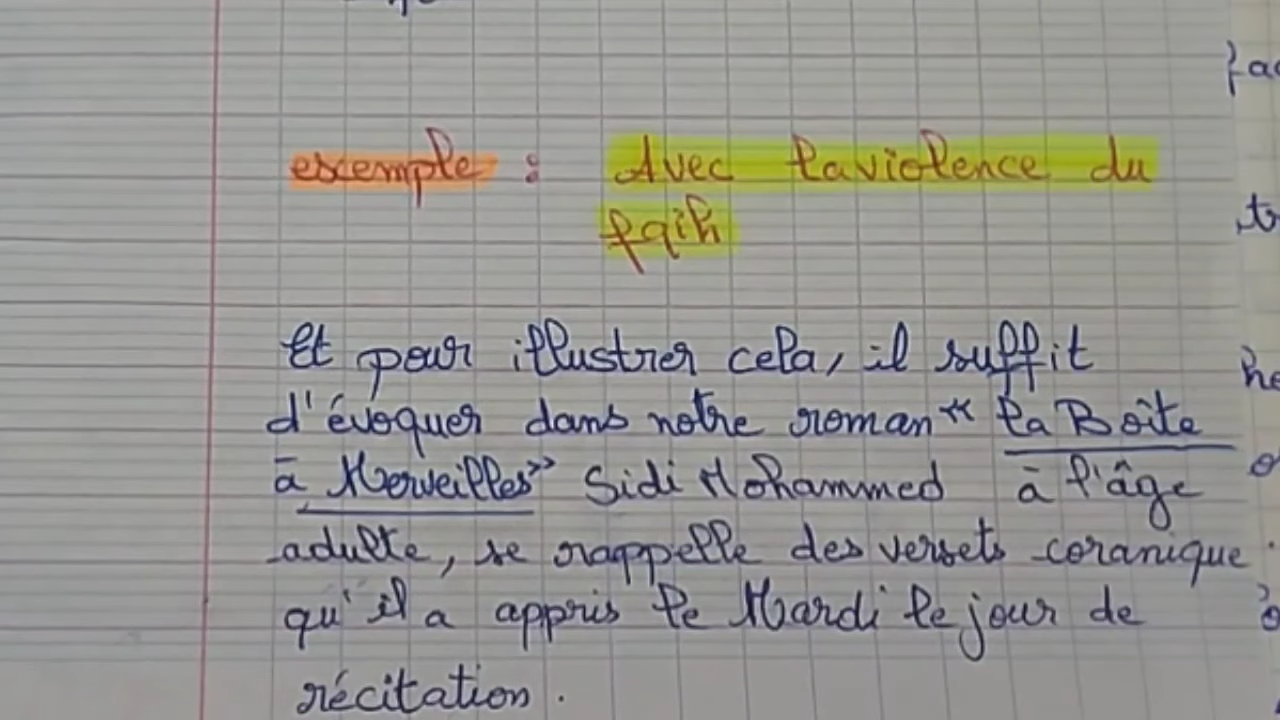 exemple : Avec la violence du
fqih
Et pour illustrer cela, il suffit
d'évoquer dans notre roman "La Boîte
à Merveilles" Sidi Mohammed à l'âge
adulte, se rappelle des versets coranique.
qu'il a appris le Mardi le jour de
récitation.